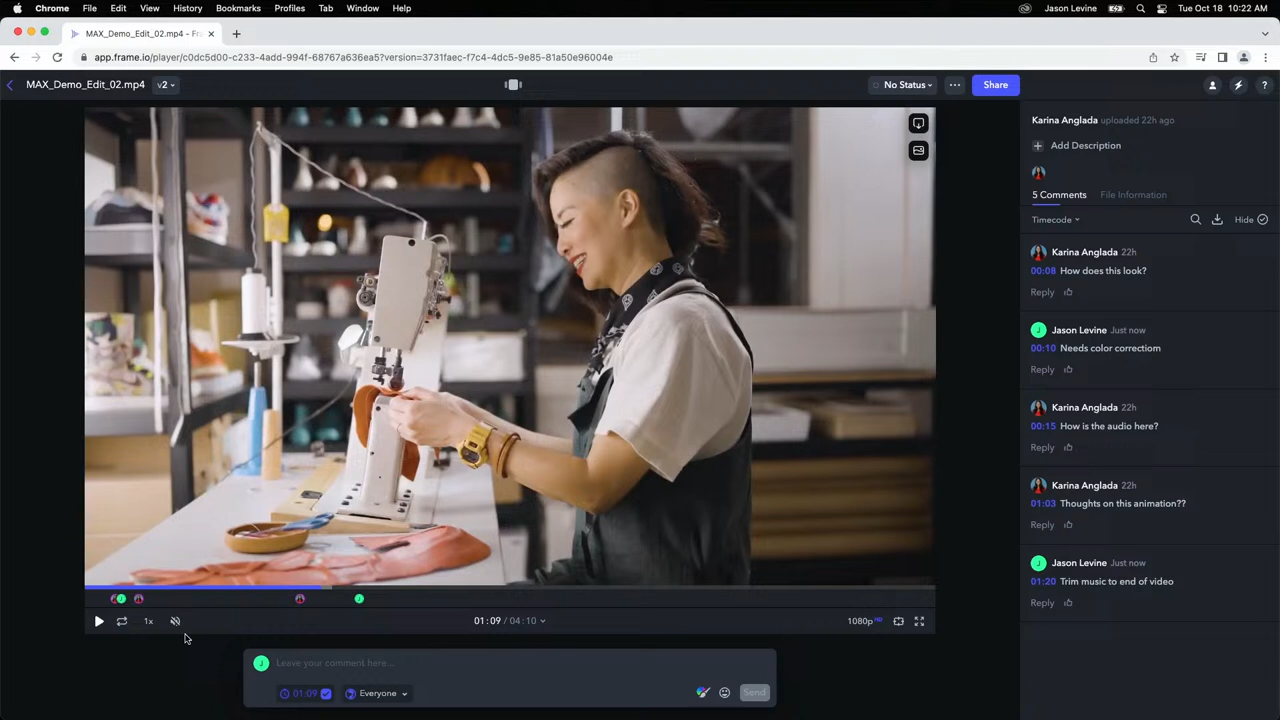 Chrome File Edit View History Bookmarks Profiles Tab Window Help
Jason Levine Tue Oct 18 10:22 AM
MAX_Demo_Edit_02.mp4 - Fra
app.frame.io/player/c0dc5d00-c233-4add-994f-68767a636ea5?version=3731faec-f7c4-4dc5-9e85-81a50e96004e
MAX_Demo_Edit_02.mp4 v2
No Status
Share
Karina Anglada uploaded 22h ago
Add Description
5 Comments File Information
Timecode
Hide
Karina Anglada 22h
00:08 How does this look?
Reply
J Jason Levine Just now
00:10 Needs color correctiom
Reply
Karina Anglada 22h
00:15 How is the audio here?
Reply
Karina Anglada 22h
01:03 Thoughts on this animation??
Reply
J Jason Levine Just now
01:20 Trim music to end of video
Reply
1x
01:09 / 04:10
1080p HD
J Leave your comment here...
01:09
Everyone
Send